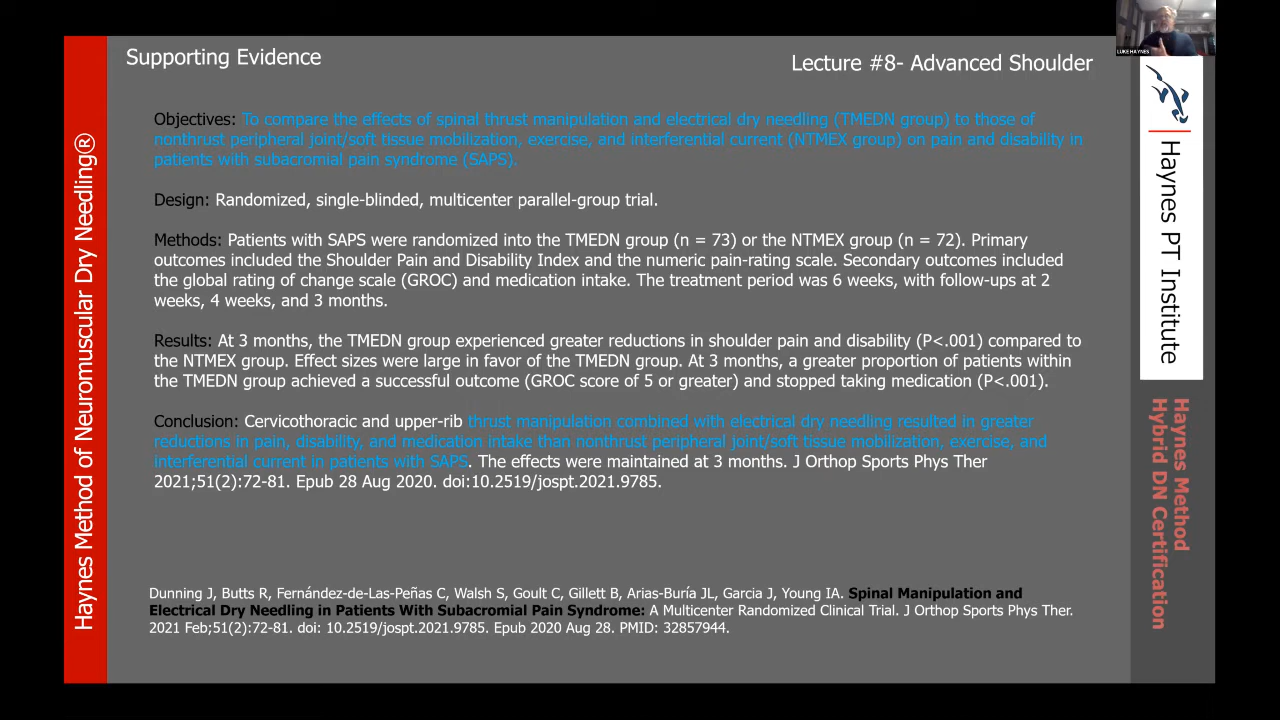 LUKE HAYNES
Supporting Evidence
Lecture #8- Advanced Shoulder
Haynes Method of Neuromuscular Dry Needling®
Objectives: To compare the effects of spinal thrust manipulation and electrical dry needling (TMEDN group) to those of
nonthrust peripheral joint/soft tissue mobilization, exercise, and interferential current (NTMEX group) on pain and disability in
patients with subacromial pain syndrome (SAPS).
Design: Randomized, single-blinded, multicenter parallel-group trial.
Methods: Patients with SAPS were randomized into the TMEDN group (n = 73) or the NTMEX group (n = 72). Primary
outcomes included the Shoulder Pain and Disability Index and the numeric pain-rating scale. Secondary outcomes included
the global rating of change scale (GROC) and medication intake. The treatment period was 6 weeks, with follow-ups at 2
weeks, 4 weeks, and 3 months.
Results: At 3 months, the TMEDN group experienced greater reductions in shoulder pain and disability (P<.001) compared to
the NTMEX group. Effect sizes were large in favor of the TMEDN group. At 3 months, a greater proportion of patients within
the TMEDN group achieved a successful outcome (GROC score of 5 or greater) and stopped taking medication (P<.001).
Conclusion: Cervicothoracic and upper-rib thrust manipulation combined with electrical dry needling resulted in greater
reductions in pain, disability, and medication intake than nonthrust peripheral joint/soft tissue mobilization, exercise, and
interferential current in patients with SAPS. The effects were maintained at 3 months. J Orthop Sports Phys Ther
2021;51(2):72-81. Epub 28 Aug 2020. doi:10.2519/jospt.2021.9785.
Dunning J, Butts R, Fernández-de-Las-Peñas C, Walsh S, Goult C, Gillett B, Arias-Buría JL, Garcia J, Young IA. Spinal Manipulation and
Electrical Dry Needling in Patients With Subacromial Pain Syndrome: A Multicenter Randomized Clinical Trial. J Orthop Sports Phys Ther.
2021 Feb;51(2):72-81. doi: 10.2519/jospt.2021.9785. Epub 2020 Aug 28. PMID: 32857944.
Haynes PT Institute
Haynes Method
Hybrid DN Certification